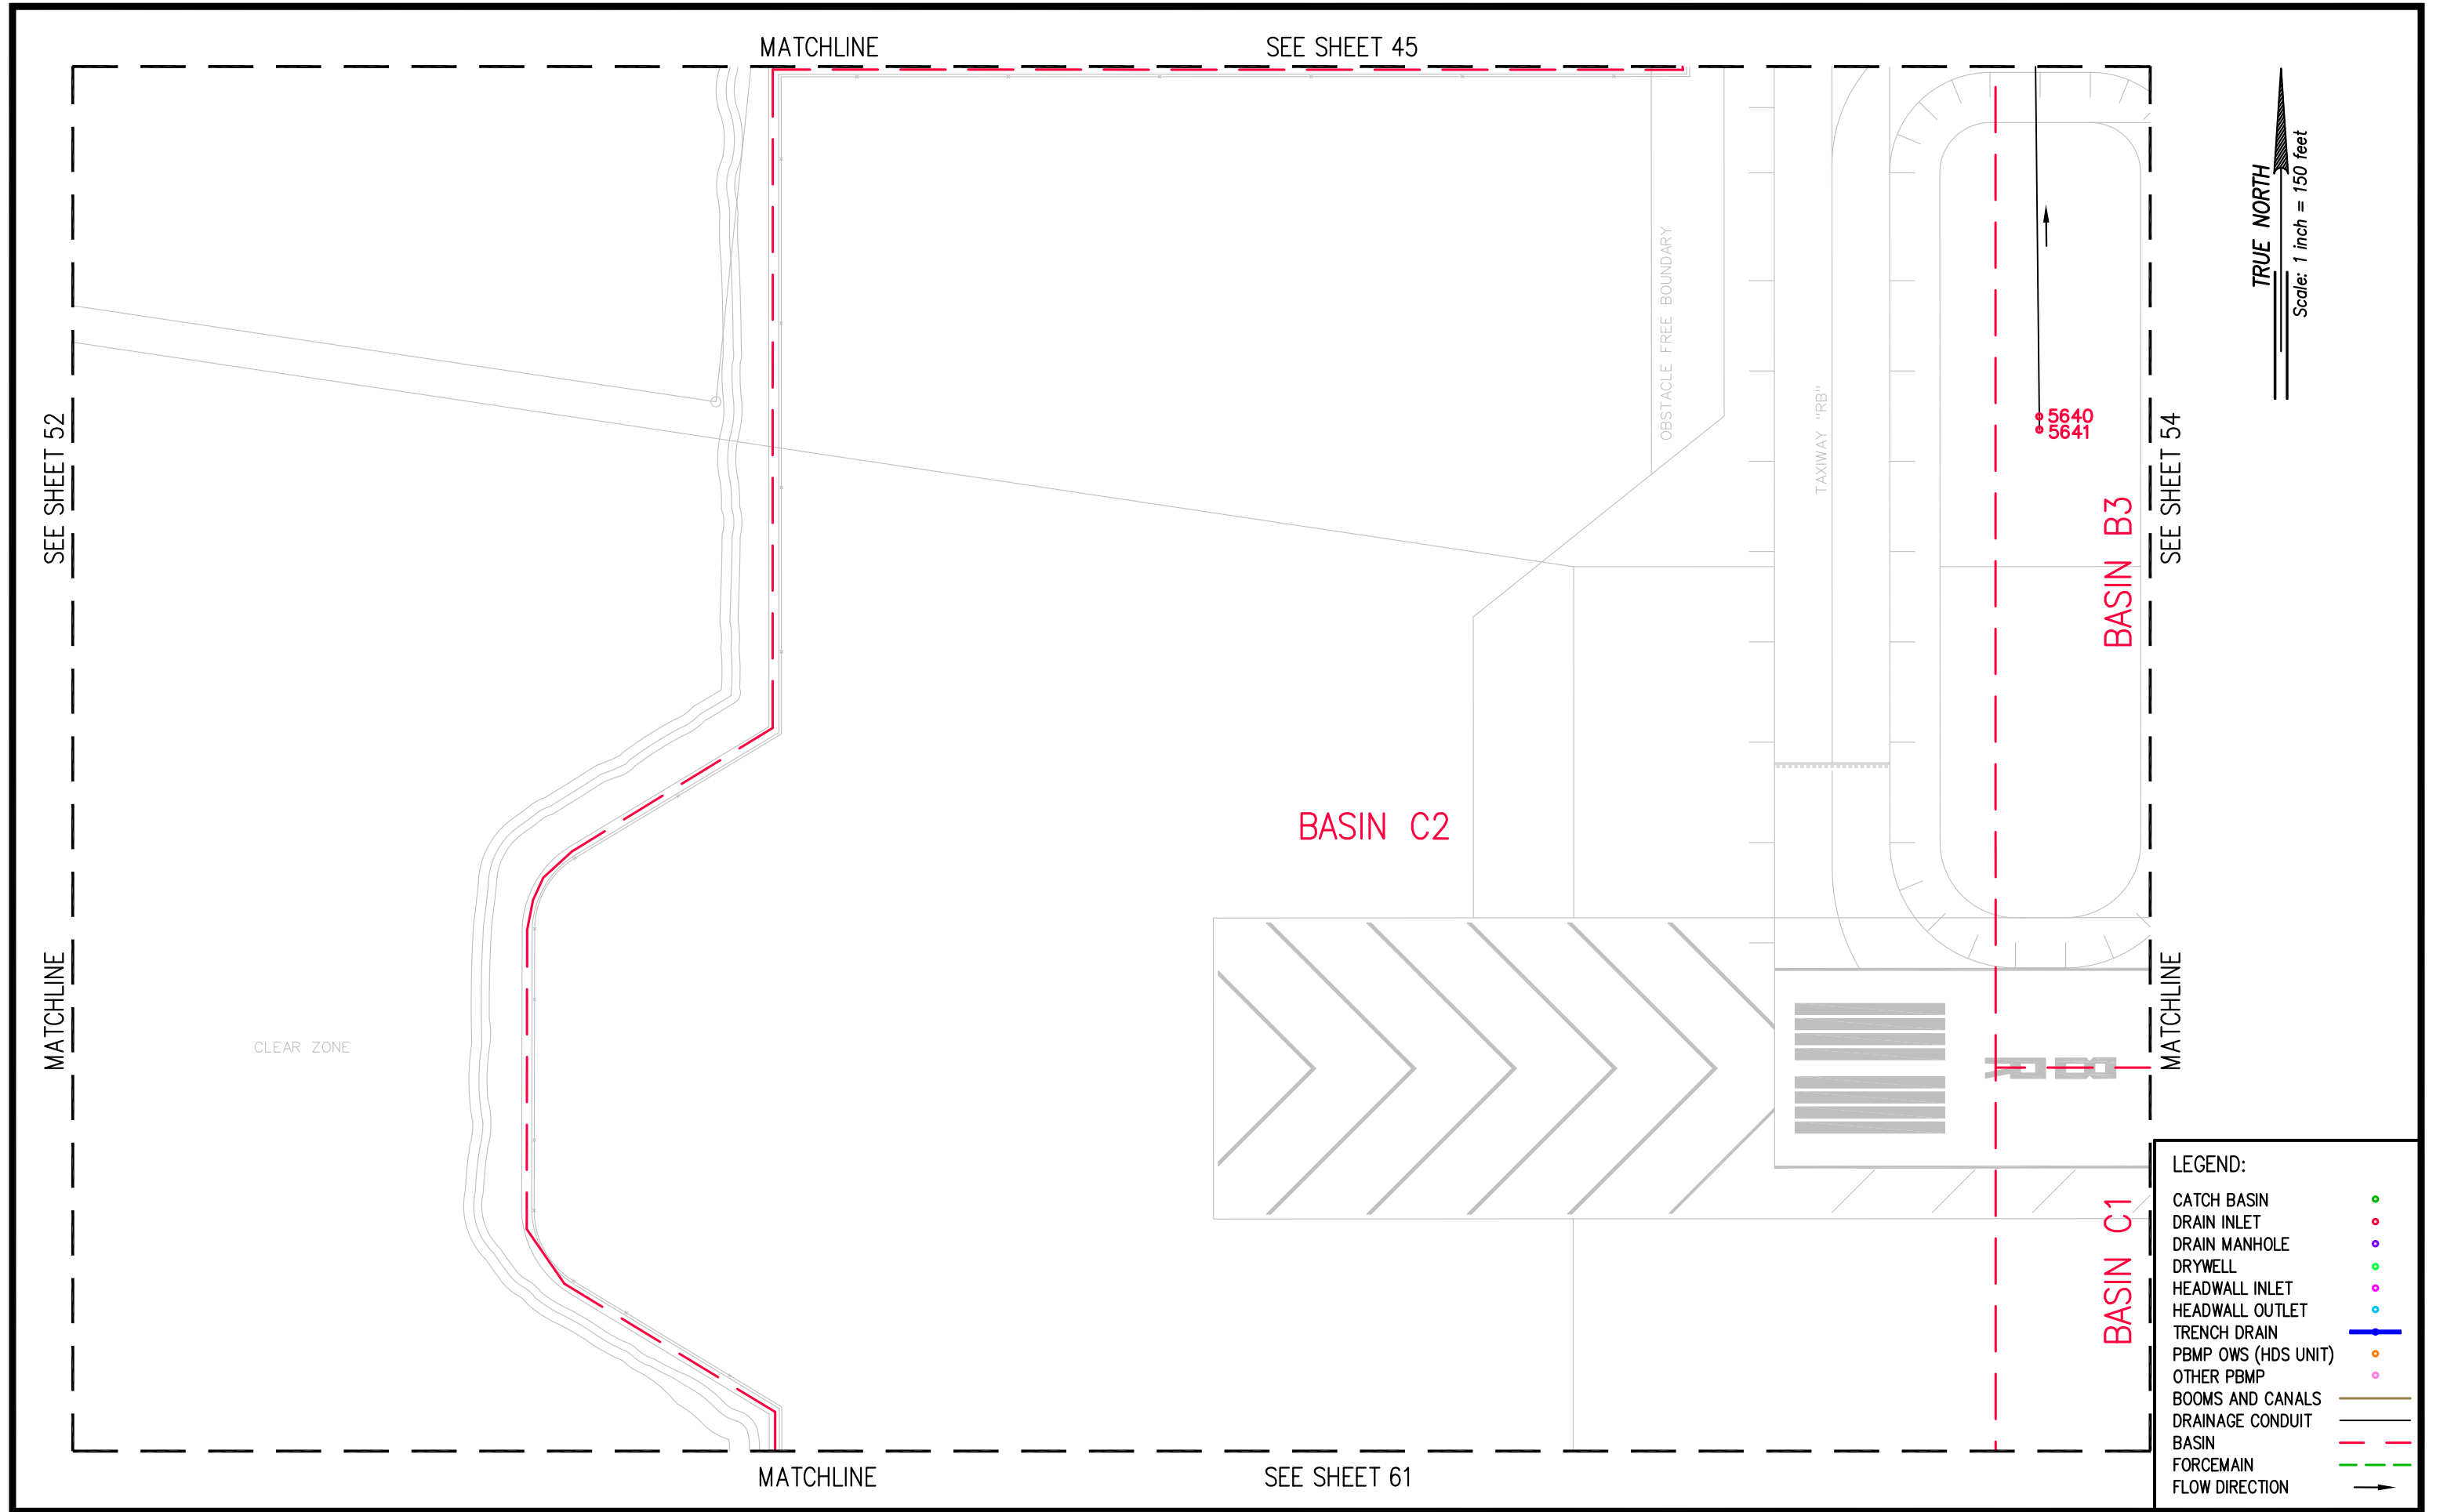 MATCHLINE SEE SHEET 45
TRUE NORTH
Scale: 1 inch = 150 feet
OBSTACLE FREE BOUNDARY
TAXIWAY "RB"
5640
5641
SEE SHEET 52
MATCHLINE
SEE SHEET 54
MATCHLINE
BASIN B3
BASIN C2
CLEAR ZONE
8R
BASIN C1
LEGEND:
CATCH BASIN
DRAIN INLET
DRAIN MANHOLE
DRYWELL
HEADWALL INLET
HEADWALL OUTLET
TRENCH DRAIN
PBMP OWS (HDS UNIT)
OTHER PBMP
BOOMS AND CANALS
DRAINAGE CONDUIT
BASIN
FORCEMAIN
FLOW DIRECTION
MATCHLINE SEE SHEET 61